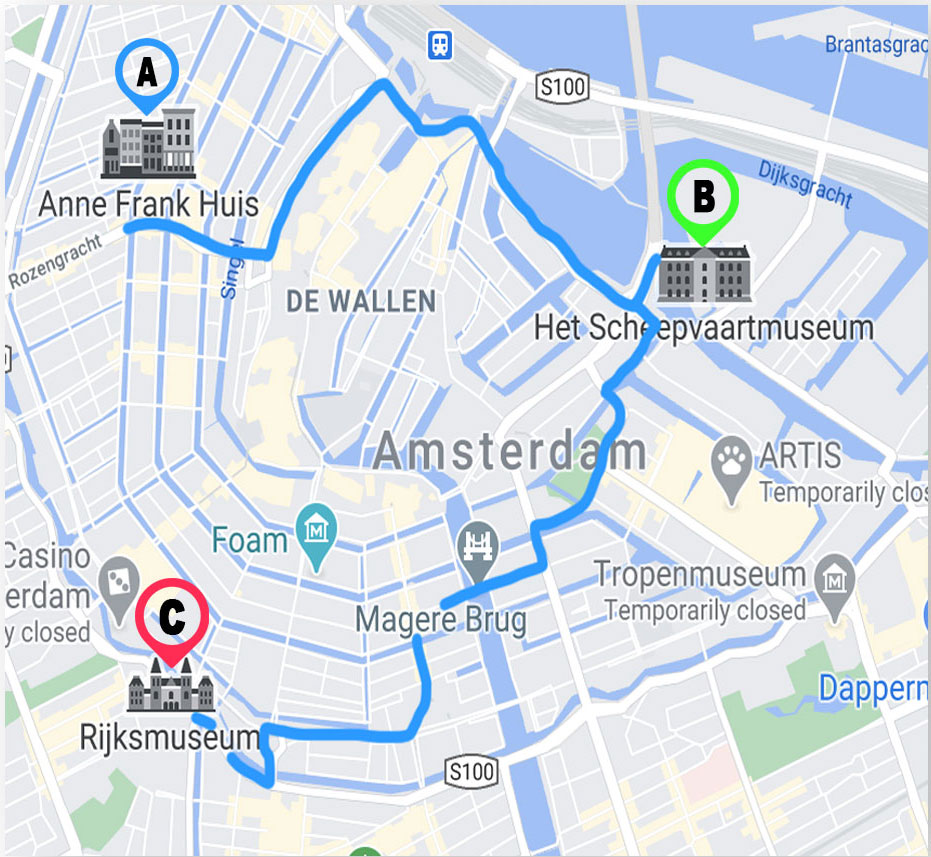 Brantasgrac
S100
A
Dijksgracht
B
Anne Frank Huis
Rozengracht
Singel
DE WALLEN
Het Scheepvaartmuseum
Amsterdam
ARTIS
Temporarily clos
Foam
Casino
erdam
y closed
Tropenmuseum
Temporarily closed
C
Magere Brug
Dappern
Rijksmuseum
S100